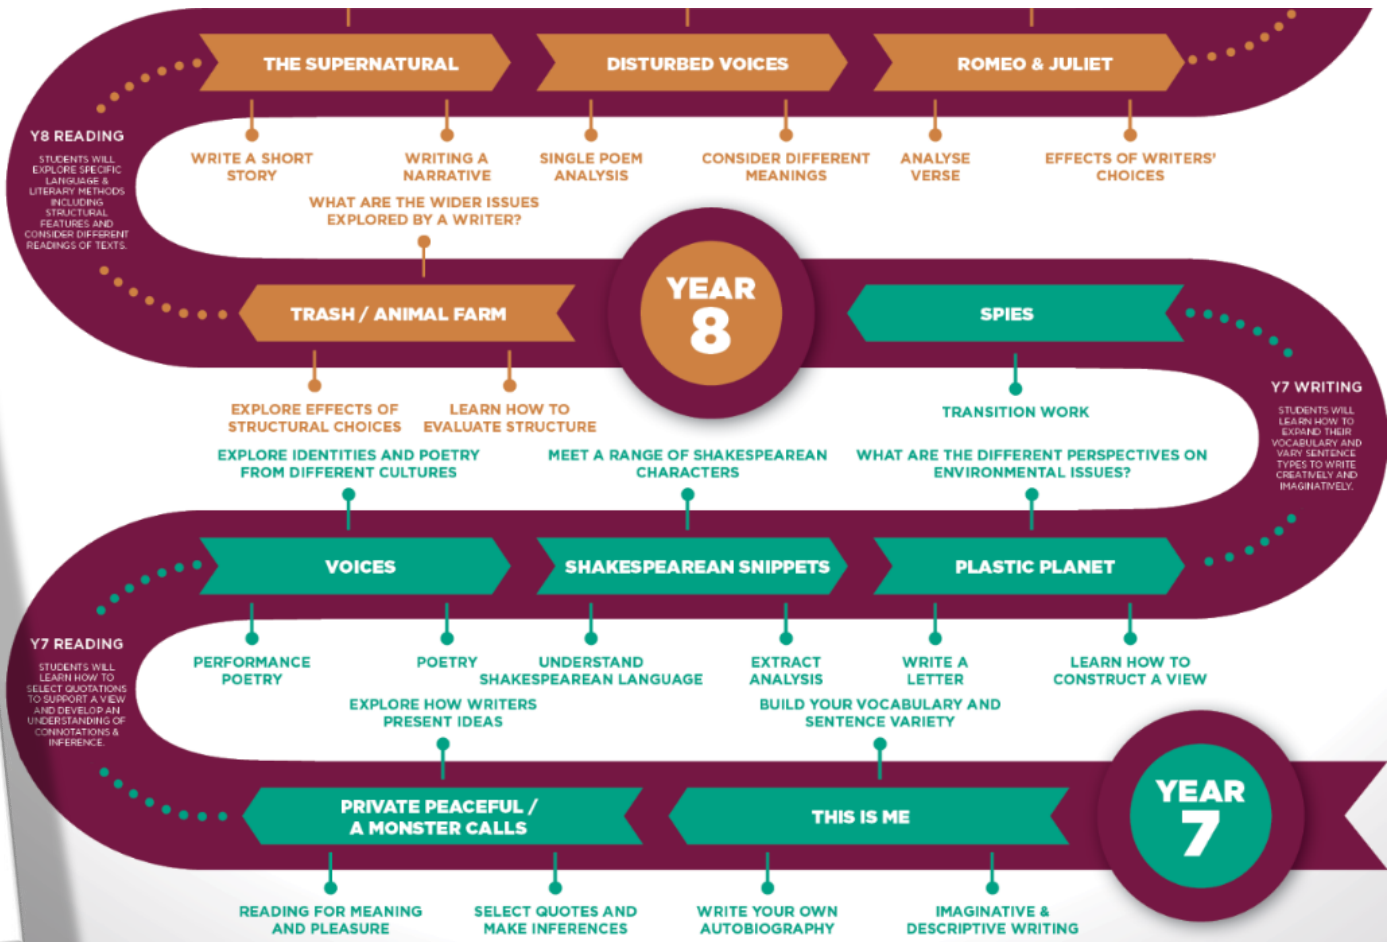 THE SUPERNATURAL
DISTURBED VOICES
ROMEO & JULIET
Y8 READING
STUDENTS WILL
EXPLORE SPECIFIC
LANGUAGE &
LITERARY METHODS
INCLUDING
STRUCTURAL
FEATURES AND
CONSIDER DIFFERENT
READINGS OF TEXTS.
WRITE A SHORT
STORY
WRITING A
NARRATIVE
SINGLE POEM
ANALYSIS
CONSIDER DIFFERENT
MEANINGS
ANALYSE
VERSE
EFFECTS OF WRITERS'
CHOICES
WHAT ARE THE WIDER ISSUES
EXPLORED BY A WRITER?
TRASH / ANIMAL FARM
YEAR
8
SPIES
EXPLORE EFFECTS OF
STRUCTURAL CHOICES
LEARN HOW TO
EVALUATE STRUCTURE
TRANSITION WORK
Y7 WRITING
STUDENTS WILL
LEARN HOW TO
EXPAND THEIR
VOCABULARY AND
VARY SENTENCE
TYPES TO WRITE
CREATIVELY AND
IMAGINATIVELY.
EXPLORE IDENTITIES AND POETRY
FROM DIFFERENT CULTURES
MEET A RANGE OF SHAKESPEAREAN
CHARACTERS
WHAT ARE THE DIFFERENT PERSPECTIVES ON
ENVIRONMENTAL ISSUES?
VOICES
SHAKESPEAREAN SNIPPETS
PLASTIC PLANET
Y7 READING
STUDENTS WILL
LEARN HOW TO
SELECT QUOTATIONS
TO SUPPORT A VIEW
AND DEVELOP AN
UNDERSTANDING OF
CONNOTATIONS &
INFERENCE.
PERFORMANCE
POETRY
POETRY
UNDERSTAND
SHAKESPEAREAN LANGUAGE
EXTRACT
ANALYSIS
WRITE A
LETTER
LEARN HOW TO
CONSTRUCT A VIEW
EXPLORE HOW WRITERS
PRESENT IDEAS
BUILD YOUR VOCABULARY AND
SENTENCE VARIETY
PRIVATE PEACEFUL /
A MONSTER CALLS
THIS IS ME
YEAR
7
READING FOR MEANING
AND PLEASURE
SELECT QUOTES AND
MAKE INFERENCES
WRITE YOUR OWN
AUTOBIOGRAPHY
IMAGINATIVE &
DESCRIPTIVE WRITING